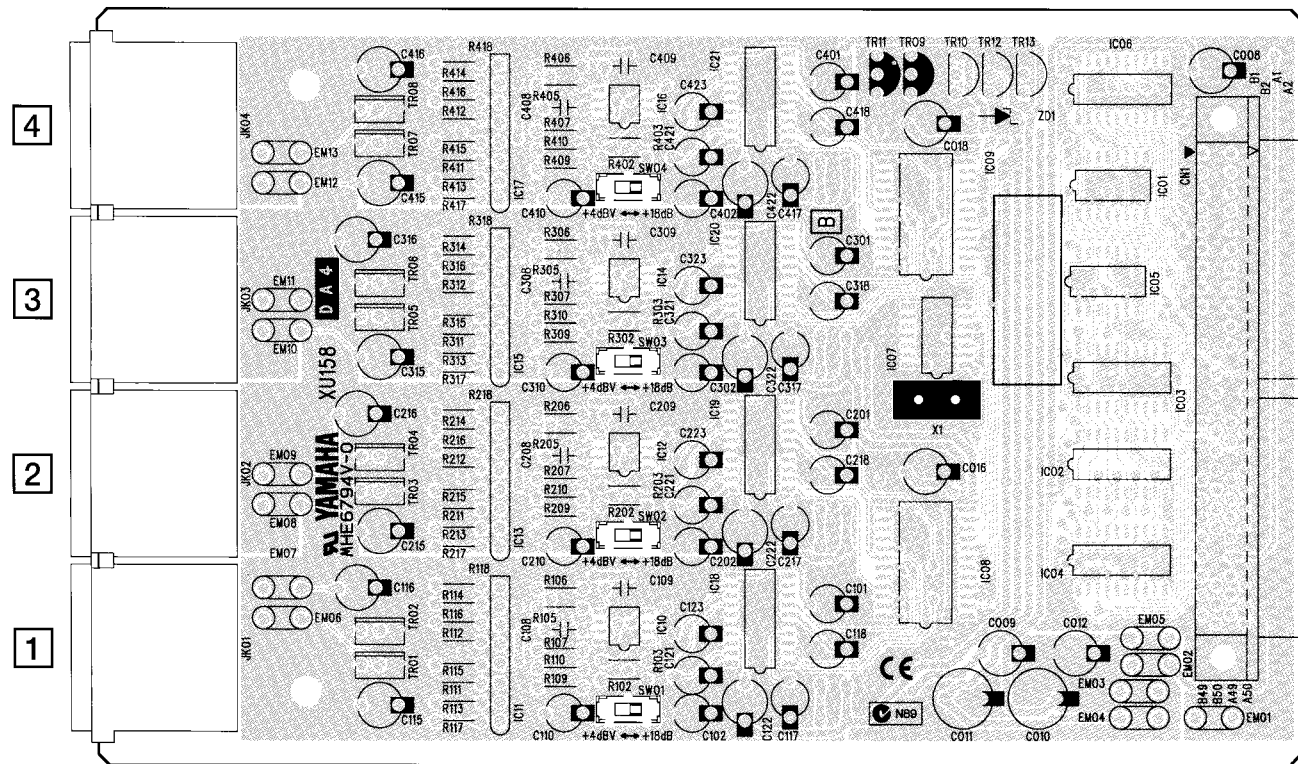 C416
R418
R406
C409
IC21
C401
TR11
TR09
TR10
TR12
TR13
IC06
C008
B1
B2
A1
A2
R414
R416
R412
TR08
R405
C408
IC16
C423
C418
C018
ZD1
4
JK04
EM13
EM12
TR07
R415
R411
R413
R417
R407
R410
R409
R403
C421
R402
SW04
IC09
IC01
CN1
C415
IC17
C410
+4dBV ↔ +18dB
C402
C422
C417
B
R318
IC20
C316
R306
C309
C301
R314
R316
R312
TR06
R305
C308
IC14
C323
C318
3
JK03
EM11
EM10
DA4
TR05
R315
R311
R313
R317
R307
R310
R309
R303
C321
R302
SW03
IC05
IC07
XU158
C315
IC15
C310
+4dBV ↔ +18dB
C302
C322
C317
IC03
X1
R218
IC19
C216
R206
C209
C201
R214
R216
R212
TR04
R205
C208
IC12
C223
C218
C016
IC02
2
JK02
EM09
EM08
EM07
YAMAHA
MHE6794V-0
TR03
R215
R211
R213
R217
R207
R210
R209
R203
C221
R202
SW02
C215
IC13
C210
+4dBV ↔ +18dB
C202
C222
C217
IC08
IC04
R118
IC18
C116
R106
C109
C101
R114
R116
R112
TR02
R105
C108
IC10
C123
C118
C009
C012
EM05
EM02
1
JK01
EM06
TR01
R115
R111
R113
R117
R107
R110
R109
R103
C121
R102
SW01
CE
N89
EM03
EM04
B49
B50
A49
A50
EM01
C115
IC11
C110
+4dBV ↔ +18dB
C102
C122
C117
C011
C010